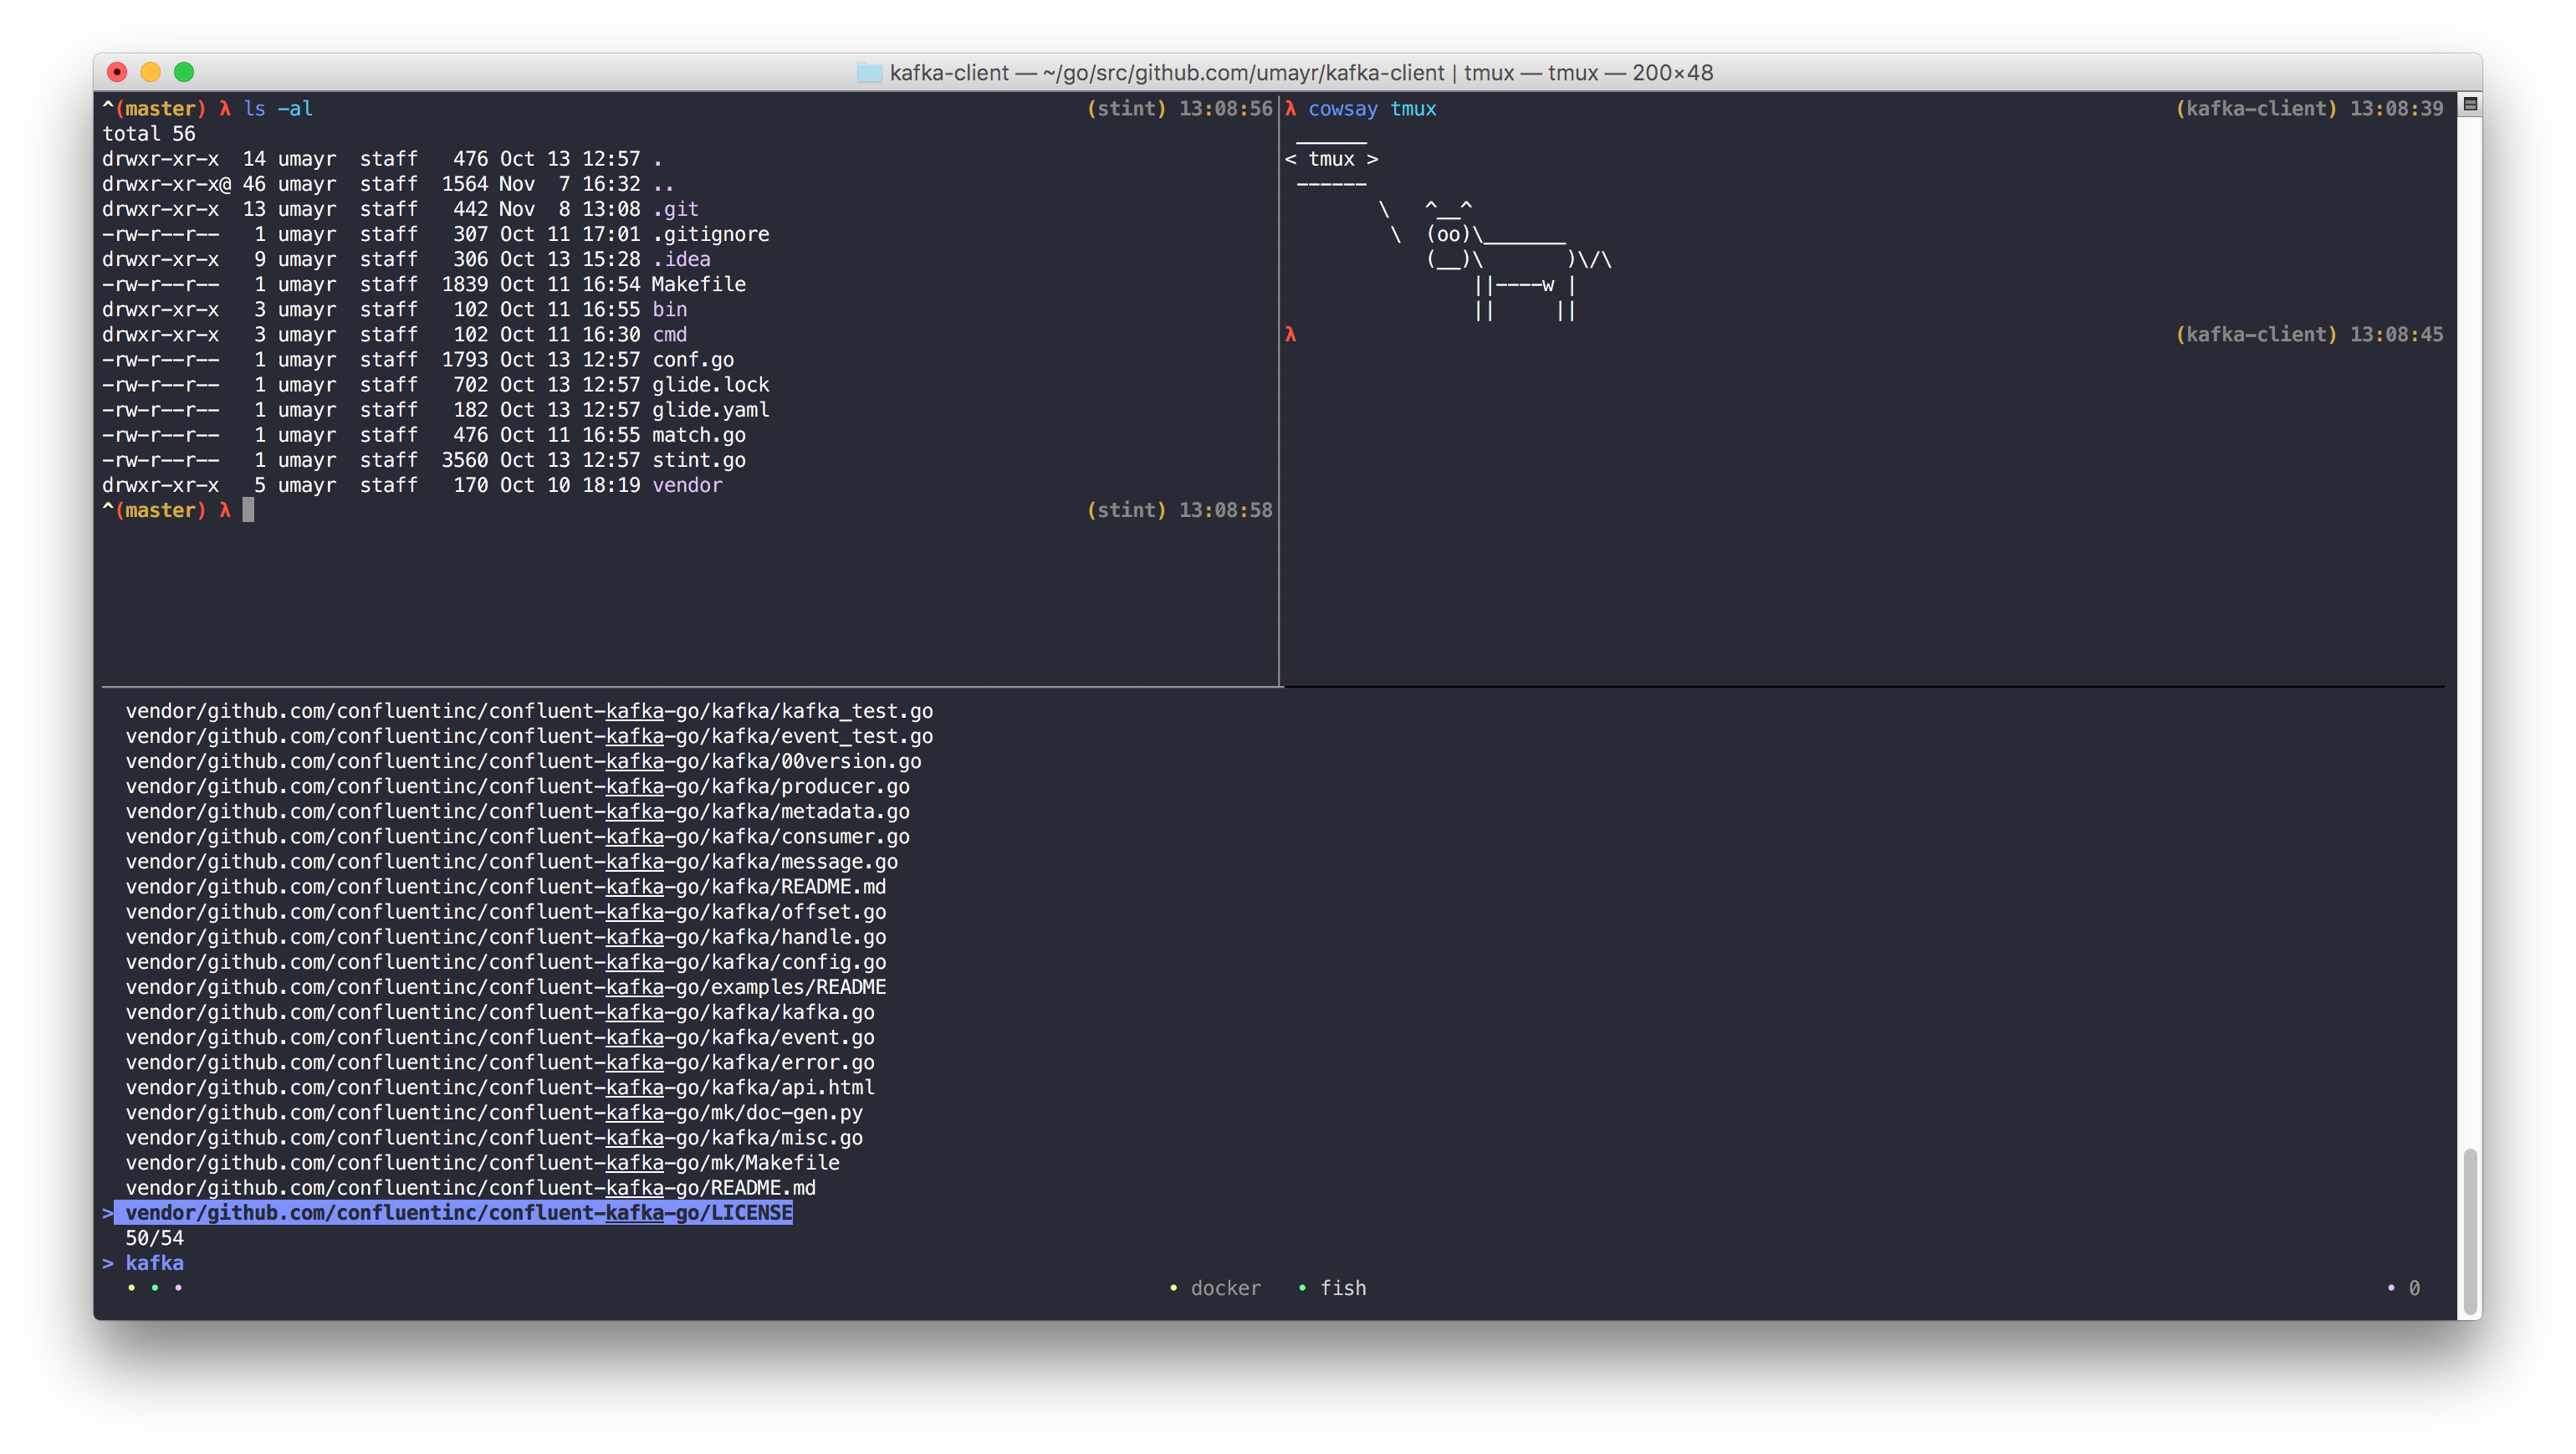 kafka-client — ~/go/src/github.com/umayr/kafka-client | tmux — tmux — 200×48
^(master) λ ls -al (stint) 13:08:56
total 56
drwxr-xr-x  14 umayr  staff   476 Oct 13 12:57 .
drwxr-xr-x@ 46 umayr  staff  1564 Nov  7 16:32 ..
drwxr-xr-x  13 umayr  staff   442 Nov  8 13:08 .git
-rw-r--r--   1 umayr  staff   307 Oct 11 17:01 .gitignore
drwxr-xr-x   9 umayr  staff   306 Oct 13 15:28 .idea
-rw-r--r--   1 umayr  staff  1839 Oct 11 16:54 Makefile
drwxr-xr-x   3 umayr  staff   102 Oct 11 16:55 bin
drwxr-xr-x   3 umayr  staff   102 Oct 11 16:30 cmd
-rw-r--r--   1 umayr  staff  1793 Oct 13 12:57 conf.go
-rw-r--r--   1 umayr  staff   702 Oct 13 12:57 glide.lock
-rw-r--r--   1 umayr  staff   182 Oct 13 12:57 glide.yaml
-rw-r--r--   1 umayr  staff   476 Oct 11 16:55 match.go
-rw-r--r--   1 umayr  staff  3560 Oct 13 12:57 stint.go
drwxr-xr-x   5 umayr  staff   170 Oct 10 18:19 vendor
^(master) λ (stint) 13:08:58
λ cowsay tmux (kafka-client) 13:08:39
 ______
< tmux >
 ------
        \   ^__^
         \  (oo)\_______
            (__)\       )\/\
                ||----w |
                ||     ||
λ (kafka-client) 13:08:45
vendor/github.com/confluentinc/confluent-kafka-go/kafka/kafka_test.go
vendor/github.com/confluentinc/confluent-kafka-go/kafka/event_test.go
vendor/github.com/confluentinc/confluent-kafka-go/kafka/00version.go
vendor/github.com/confluentinc/confluent-kafka-go/kafka/producer.go
vendor/github.com/confluentinc/confluent-kafka-go/kafka/metadata.go
vendor/github.com/confluentinc/confluent-kafka-go/kafka/consumer.go
vendor/github.com/confluentinc/confluent-kafka-go/kafka/message.go
vendor/github.com/confluentinc/confluent-kafka-go/kafka/README.md
vendor/github.com/confluentinc/confluent-kafka-go/kafka/offset.go
vendor/github.com/confluentinc/confluent-kafka-go/kafka/handle.go
vendor/github.com/confluentinc/confluent-kafka-go/kafka/config.go
vendor/github.com/confluentinc/confluent-kafka-go/examples/README
vendor/github.com/confluentinc/confluent-kafka-go/kafka/kafka.go
vendor/github.com/confluentinc/confluent-kafka-go/kafka/event.go
vendor/github.com/confluentinc/confluent-kafka-go/kafka/error.go
vendor/github.com/confluentinc/confluent-kafka-go/kafka/api.html
vendor/github.com/confluentinc/confluent-kafka-go/mk/doc-gen.py
vendor/github.com/confluentinc/confluent-kafka-go/kafka/misc.go
vendor/github.com/confluentinc/confluent-kafka-go/mk/Makefile
vendor/github.com/confluentinc/confluent-kafka-go/README.md
> vendor/github.com/confluentinc/confluent-kafka-go/LICENSE
50/54
> kafka
• • • • docker • fish • 0